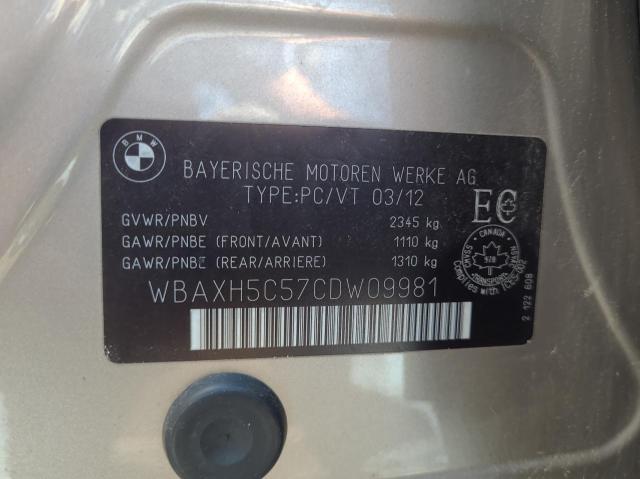 BMW
BAYERISCHE MOTOREN WERKE AG
TYPE:PC/VT 03/12
EC
GVWR/PNBV 2345 kg
GAWR/PNBE (FRONT/AVANT) 1110 kg
GAWR/PNBE (REAR/ARRIERE) 1310 kg
WBAXH5C57CDW09981
CANADA
TRANSPORT
2 122 608